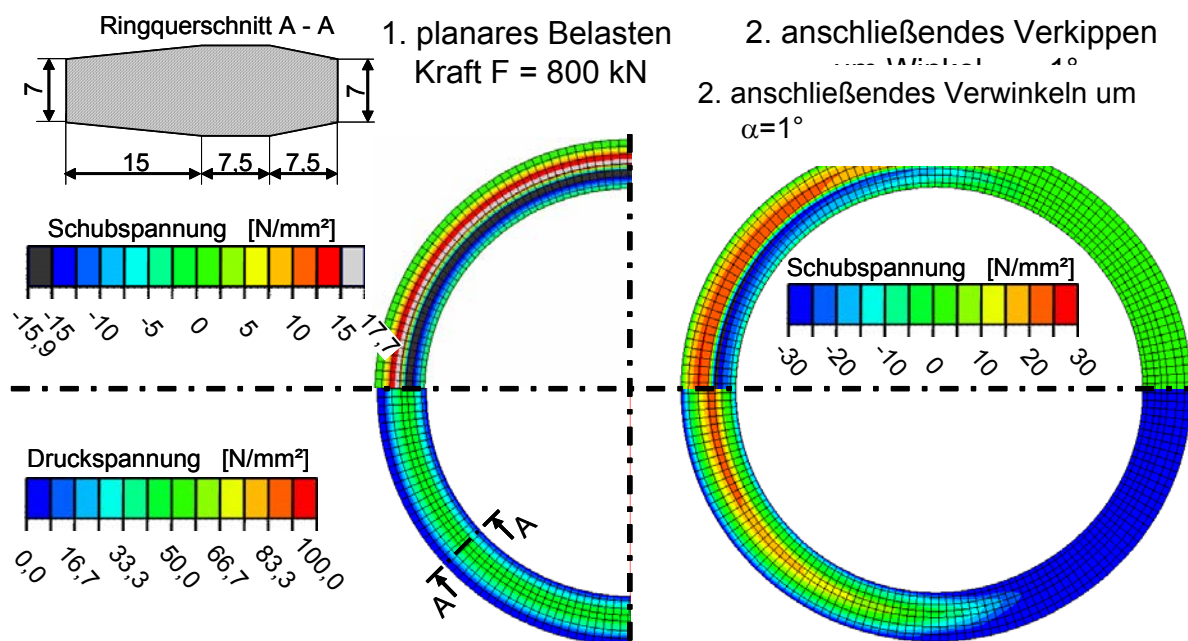 Ringquerschnitt A - A
7
7
15
7,5
7,5
1. planares Belasten
Kraft F = 800 kN
2. anschließendes Verkippen
2. anschließendes Verwinkeln um
α=1°
Schubspannung [N/mm²]
-15,9
-15
-10
-5
0
5
10
15
17,7
Schubspannung [N/mm²]
-30
-20
-10
0
10
20
30
Druckspannung [N/mm²]
0,0
16,7
33,3
50,0
66,7
83,3
100,0
A
A